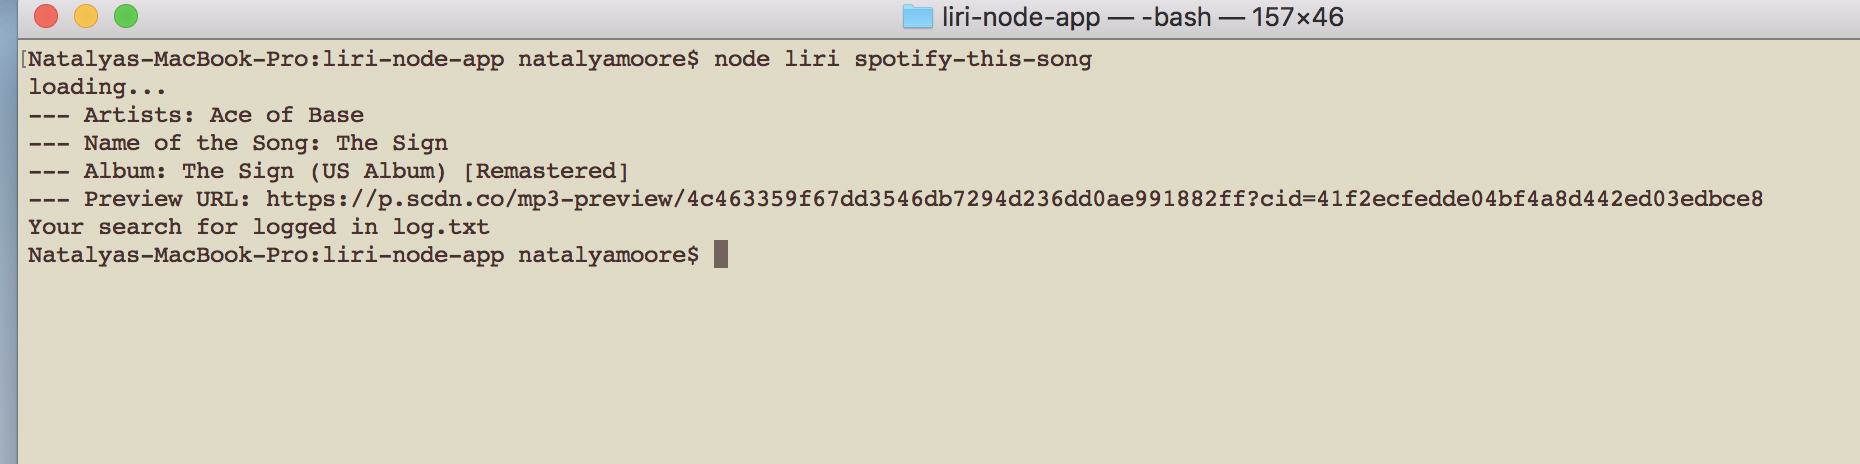 liri-node-app — -bash — 157×46
[Natalyas-MacBook-Pro:liri-node-app natalyamoore$ node liri spotify-this-song
loading...
--- Artists: Ace of Base
--- Name of the Song: The Sign
--- Album: The Sign (US Album) [Remastered]
--- Preview URL: https://p.scdn.co/mp3-preview/4c463359f67dd3546db7294d236dd0ae991882ff?cid=41f2ecfedde04bf4a8d442ed03edbce8
Your search for logged in log.txt
Natalyas-MacBook-Pro:liri-node-app natalyamoore$